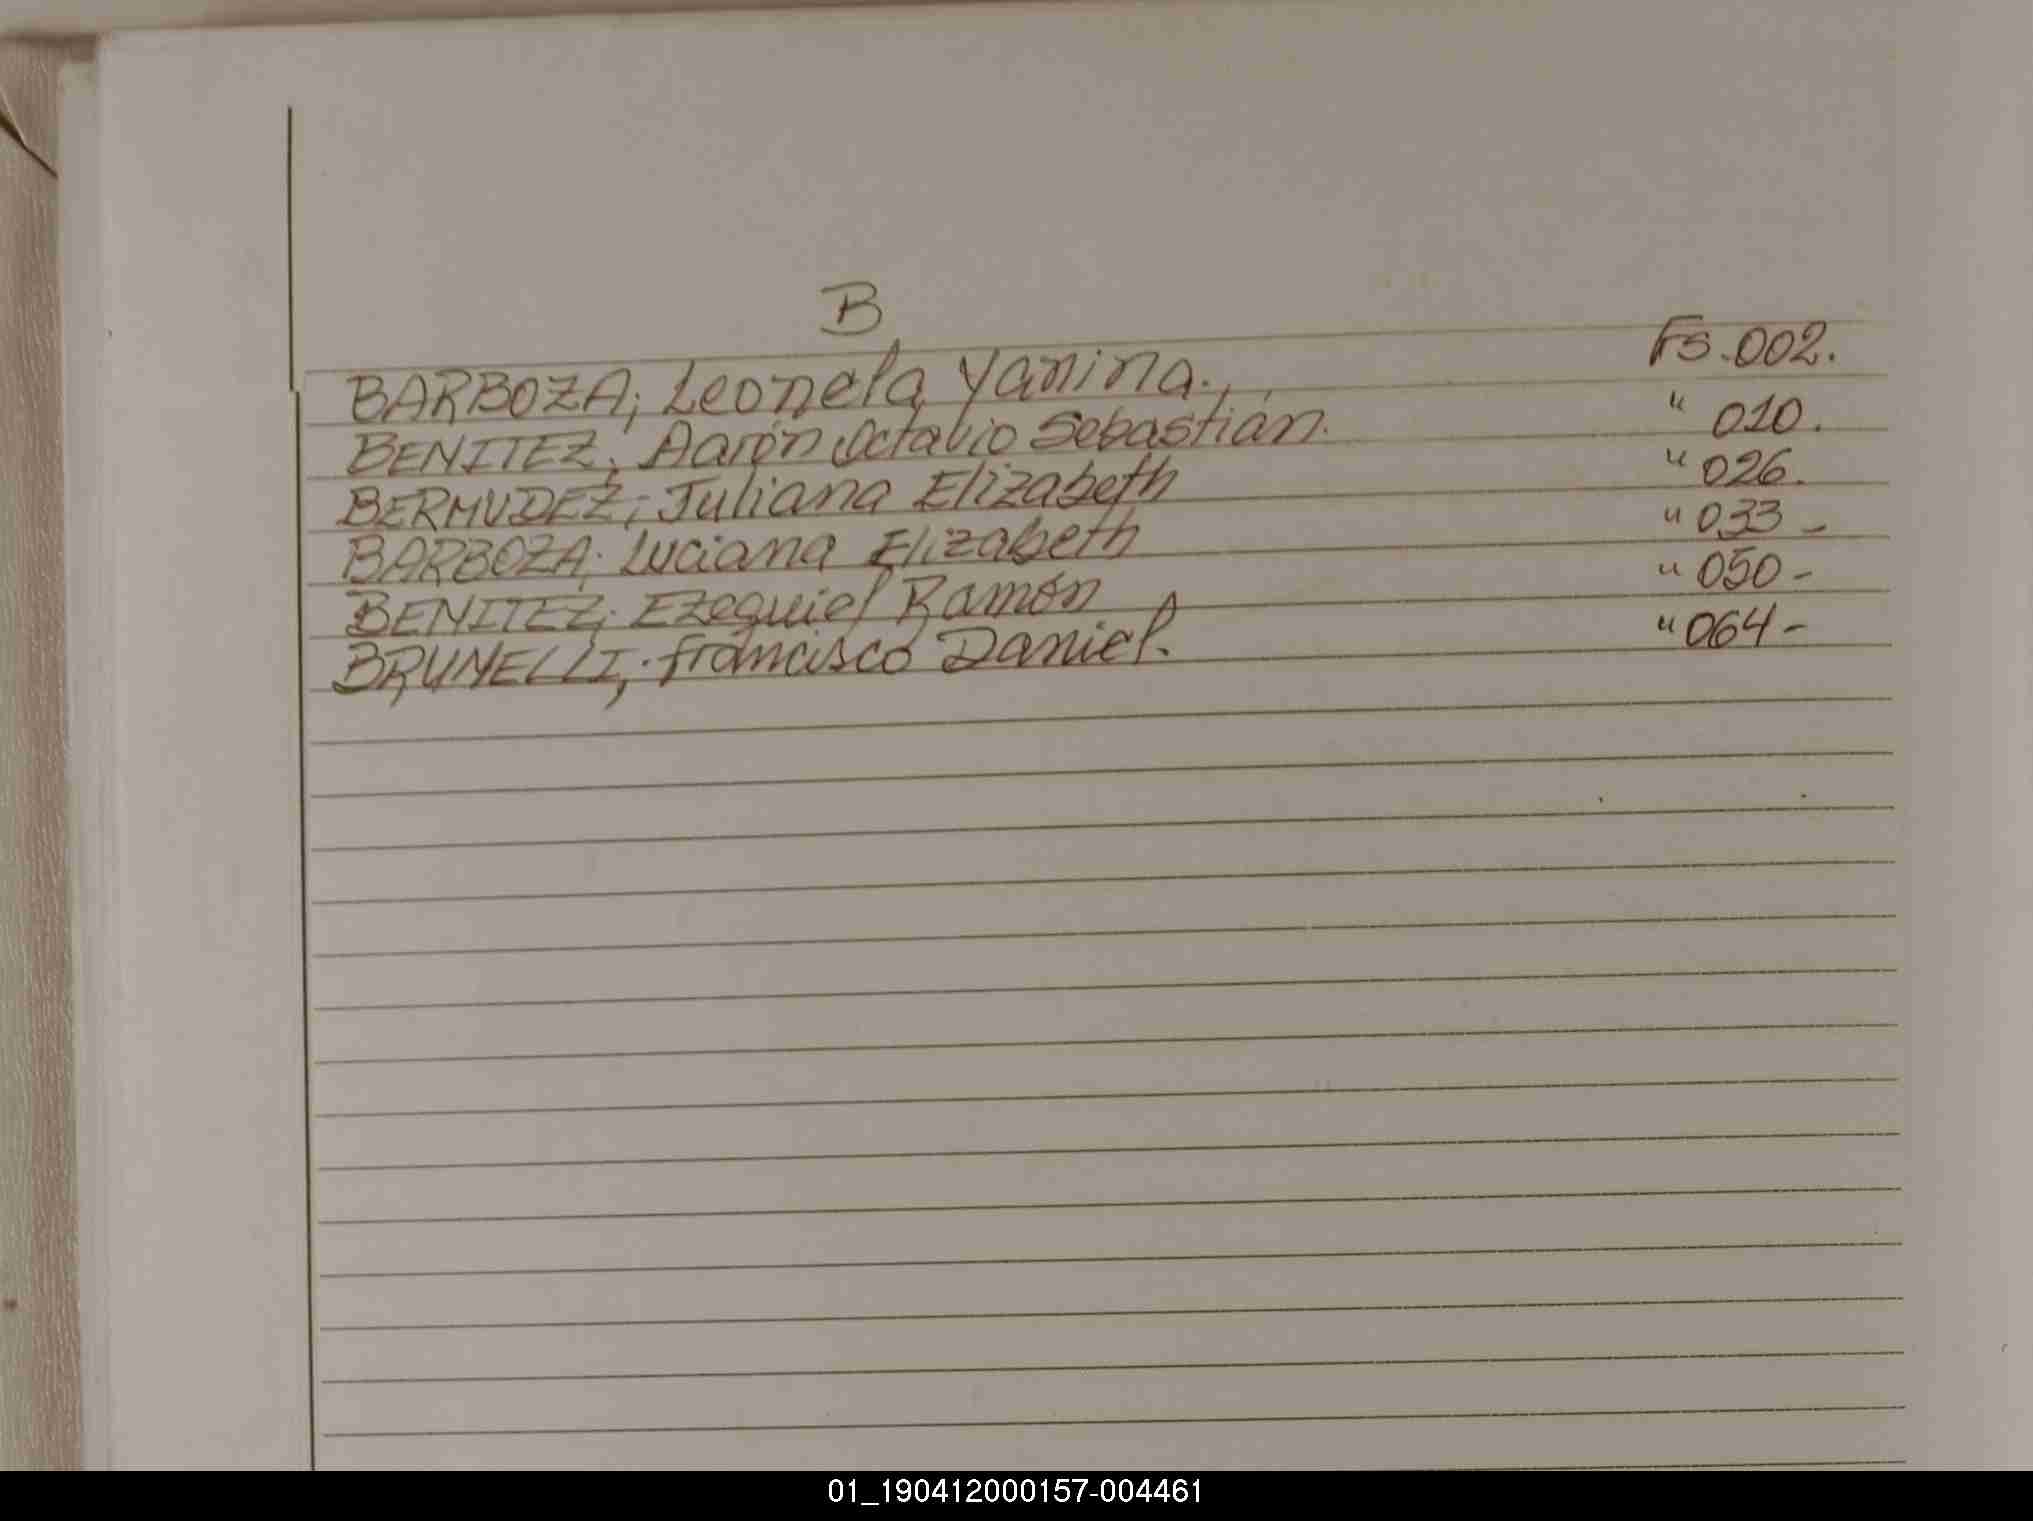 B
BARBOZA; Leonela Yanina. Fs. 002.
BENITEZ; Aarón Octavio Sebastián. " 010.
BERMUDEZ; Juliana Elizabeth " 026.
BARBOZA; Luciana Elizabeth " 033-
BENITEZ; Ezequiel Ramón " 050-
BRUNELLI; francisco Daniel. " 064-
01_190412000157-004461